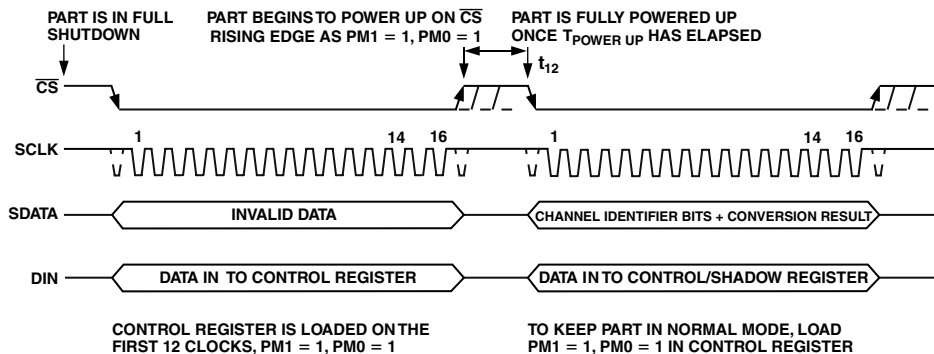 PART IS IN FULL
SHUTDOWN
PART BEGINS TO POWER UP ON CS
RISING EDGE AS PM1 = 1, PM0 = 1
PART IS FULLY POWERED UP
ONCE TPOWER UP HAS ELAPSED
t12
CS
1 14 16 1 14 16
SCLK
SDATA INVALID DATA CHANNEL IDENTIFIER BITS + CONVERSION RESULT
DIN DATA IN TO CONTROL REGISTER DATA IN TO CONTROL/SHADOW REGISTER
CONTROL REGISTER IS LOADED ON THE
FIRST 12 CLOCKS, PM1 = 1, PM0 = 1
TO KEEP PART IN NORMAL MODE, LOAD
PM1 = 1, PM0 = 1 IN CONTROL REGISTER